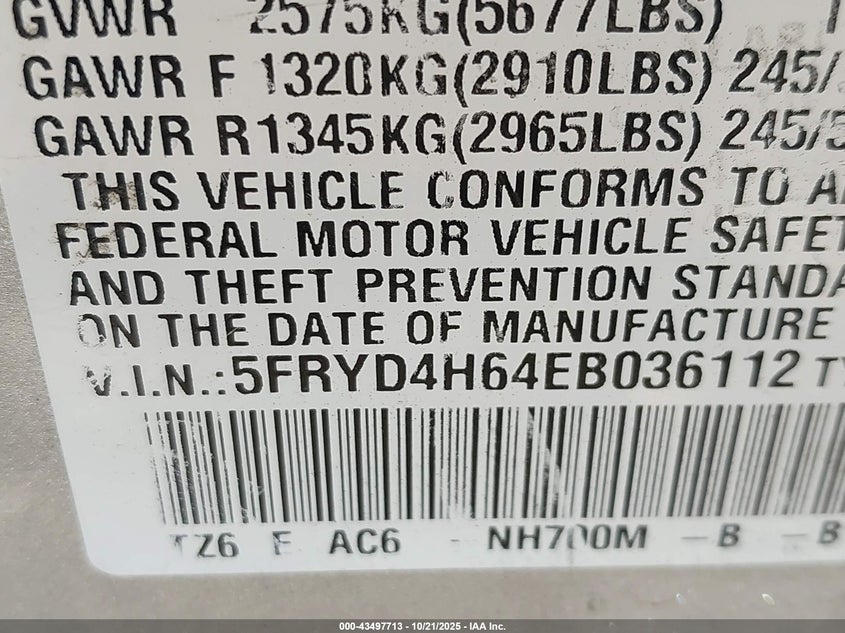 GVWR 2575KG(5677LBS)
GAWR F 1320KG(2910LBS) 245/
GAWR R1345KG(2965LBS) 245/5
THIS VEHICLE CONFORMS TO A
FEDERAL MOTOR VEHICLE SAFET
AND THEFT PREVENTION STANDA
ON THE DATE OF MANUFACTURE
V.I.N.:5FRYD4H64EB036112 TY
TZ6 E AC6 - NH700M - B - B
000-43497713 - 10/21/2025 - IAA Inc.